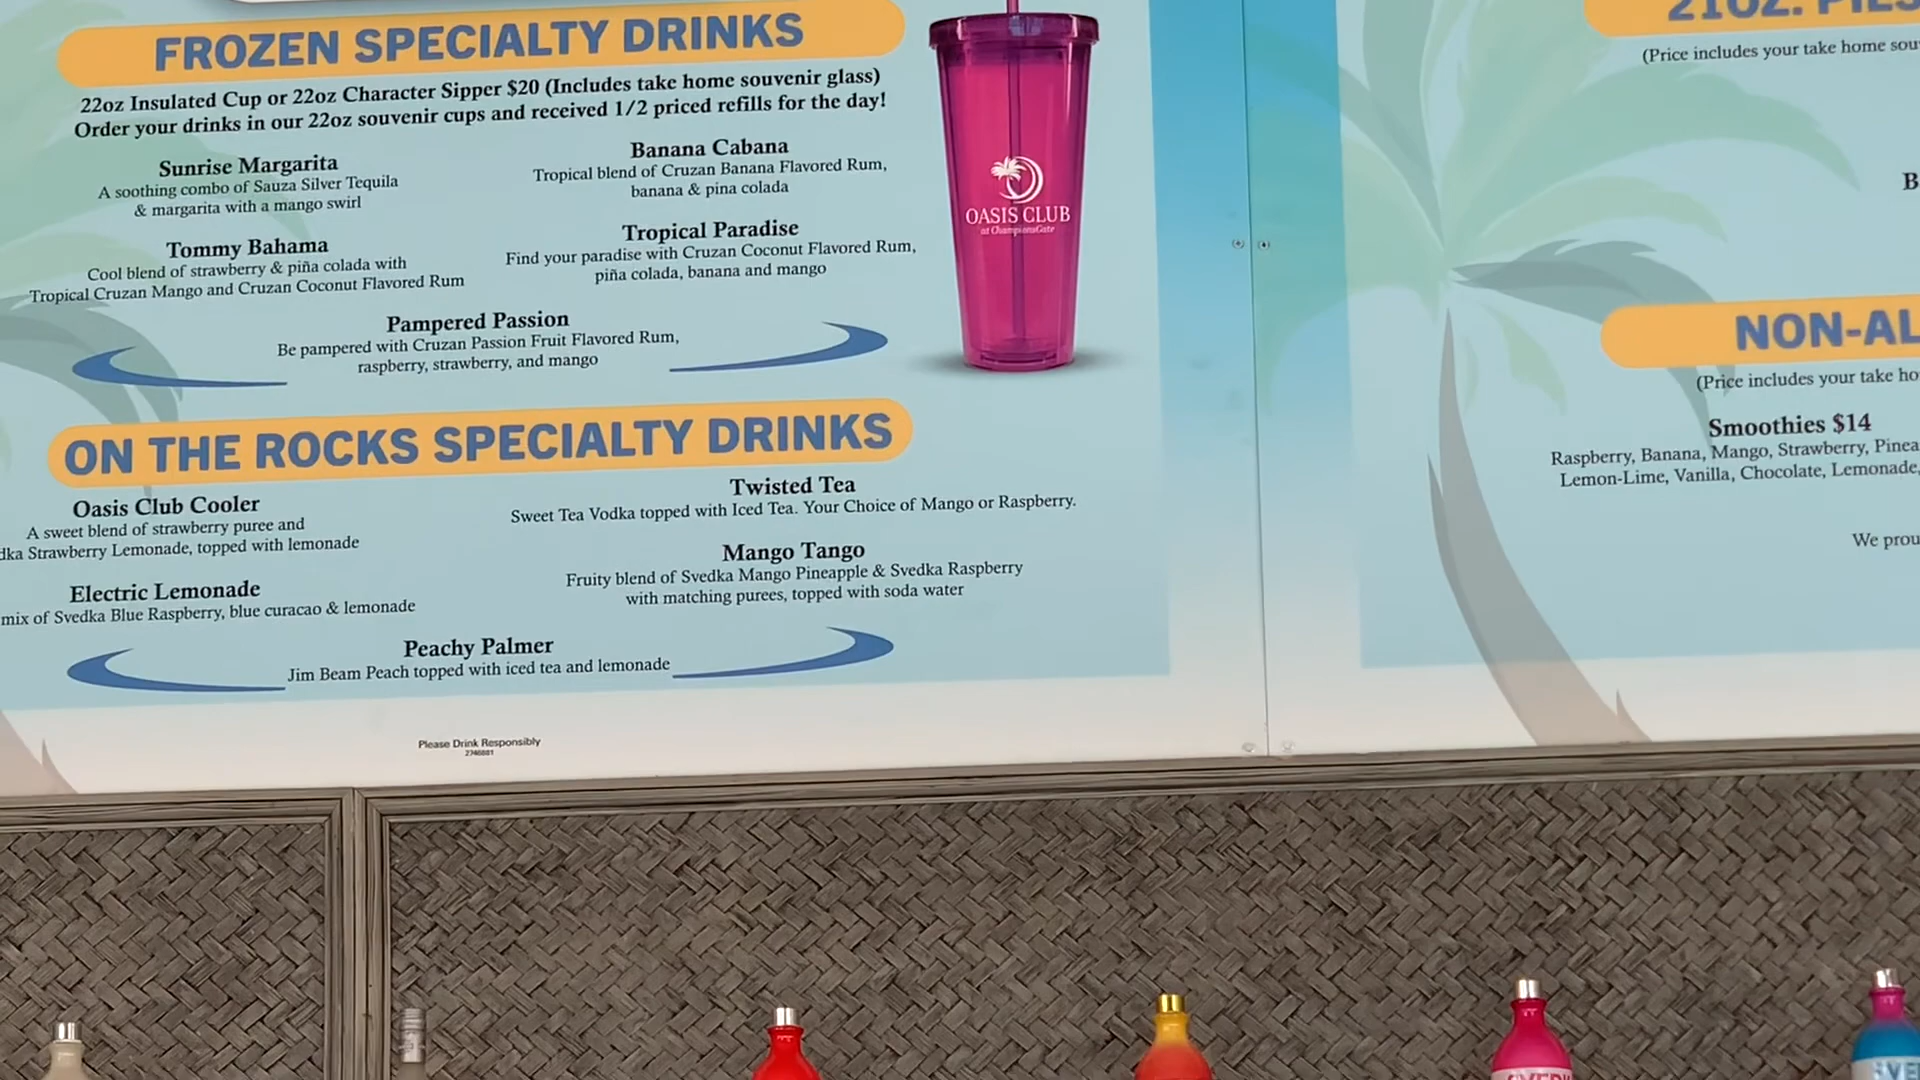 FROZEN SPECIALTY DRINKS
22oz Insulated Cup or 22oz Character Sipper $20 (Includes take home souvenir glass)
Order your drinks in our 22oz souvenir cups and received 1/2 priced refills for the day!
Sunrise Margarita
A soothing combo of Sauza Silver Tequila
& margarita with a mango swirl
Banana Cabana
Tropical blend of Cruzan Banana Flavored Rum,
banana & pina colada
Tommy Bahama
Cool blend of strawberry & piña colada with
Tropical Cruzan Mango and Cruzan Coconut Flavored Rum
Tropical Paradise
Find your paradise with Cruzan Coconut Flavored Rum,
piña colada, banana and mango
Pampered Passion
Be pampered with Cruzan Passion Fruit Flavored Rum,
raspberry, strawberry, and mango
OASIS CLUB
at ChampionsGate
ON THE ROCKS SPECIALTY DRINKS
Oasis Club Cooler
A sweet blend of strawberry puree and
dka Strawberry Lemonade, topped with lemonade
Twisted Tea
Sweet Tea Vodka topped with Iced Tea. Your Choice of Mango or Raspberry.
Electric Lemonade
mix of Svedka Blue Raspberry, blue curacao & lemonade
Mango Tango
Fruity blend of Svedka Mango Pineapple & Svedka Raspberry
with matching purees, topped with soda water
Peachy Palmer
Jim Beam Peach topped with iced tea and lemonade
Please Drink Responsibly
21OZ.
(Price includes your take home sou
B
NON-AL
(Price includes your take ho
Smoothies $14
Raspberry, Banana, Mango, Strawberry, Pinea
Lemon-Lime, Vanilla, Chocolate, Lemonade,
We prou